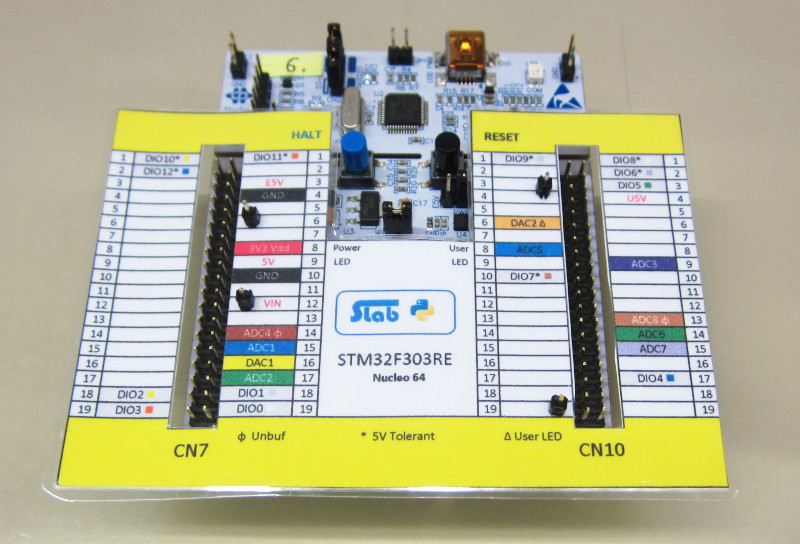 6.
HALT
RESET
1 DIO10* DIO11* 1
2 DIO12* 2
3 E5V 3
4 GND 4
5 5
6 6
7 7
8 3V3 Vdd 8
9 5V 9
10 GND 10
11 11
12 VIN 12
13 13
14 ADC4 ϕ 14
15 ADC1 15
16 DAC1 16
17 ADC2 17
18 DIO2 DIO1 18
19 DIO3 DIO0 19
CN7
Power LED
User LED
SLab
STM32F303RE
Nucleo 64
1 DIO9* DIO8* 1
2 DIO6* 2
3 DIO5 3
4 U5V 4
5 5
6 DAC2 Δ 6
7 7
8 ADC5 8
9 ADC3 9
10 DIO7* 10
11 11
12 12
13 ADC8 ϕ 13
14 ADC6 14
15 ADC7 15
16 16
17 DIO4 17
18 18
19 19
CN10
ϕ Unbuf
* 5V Tolerant
Δ User LED